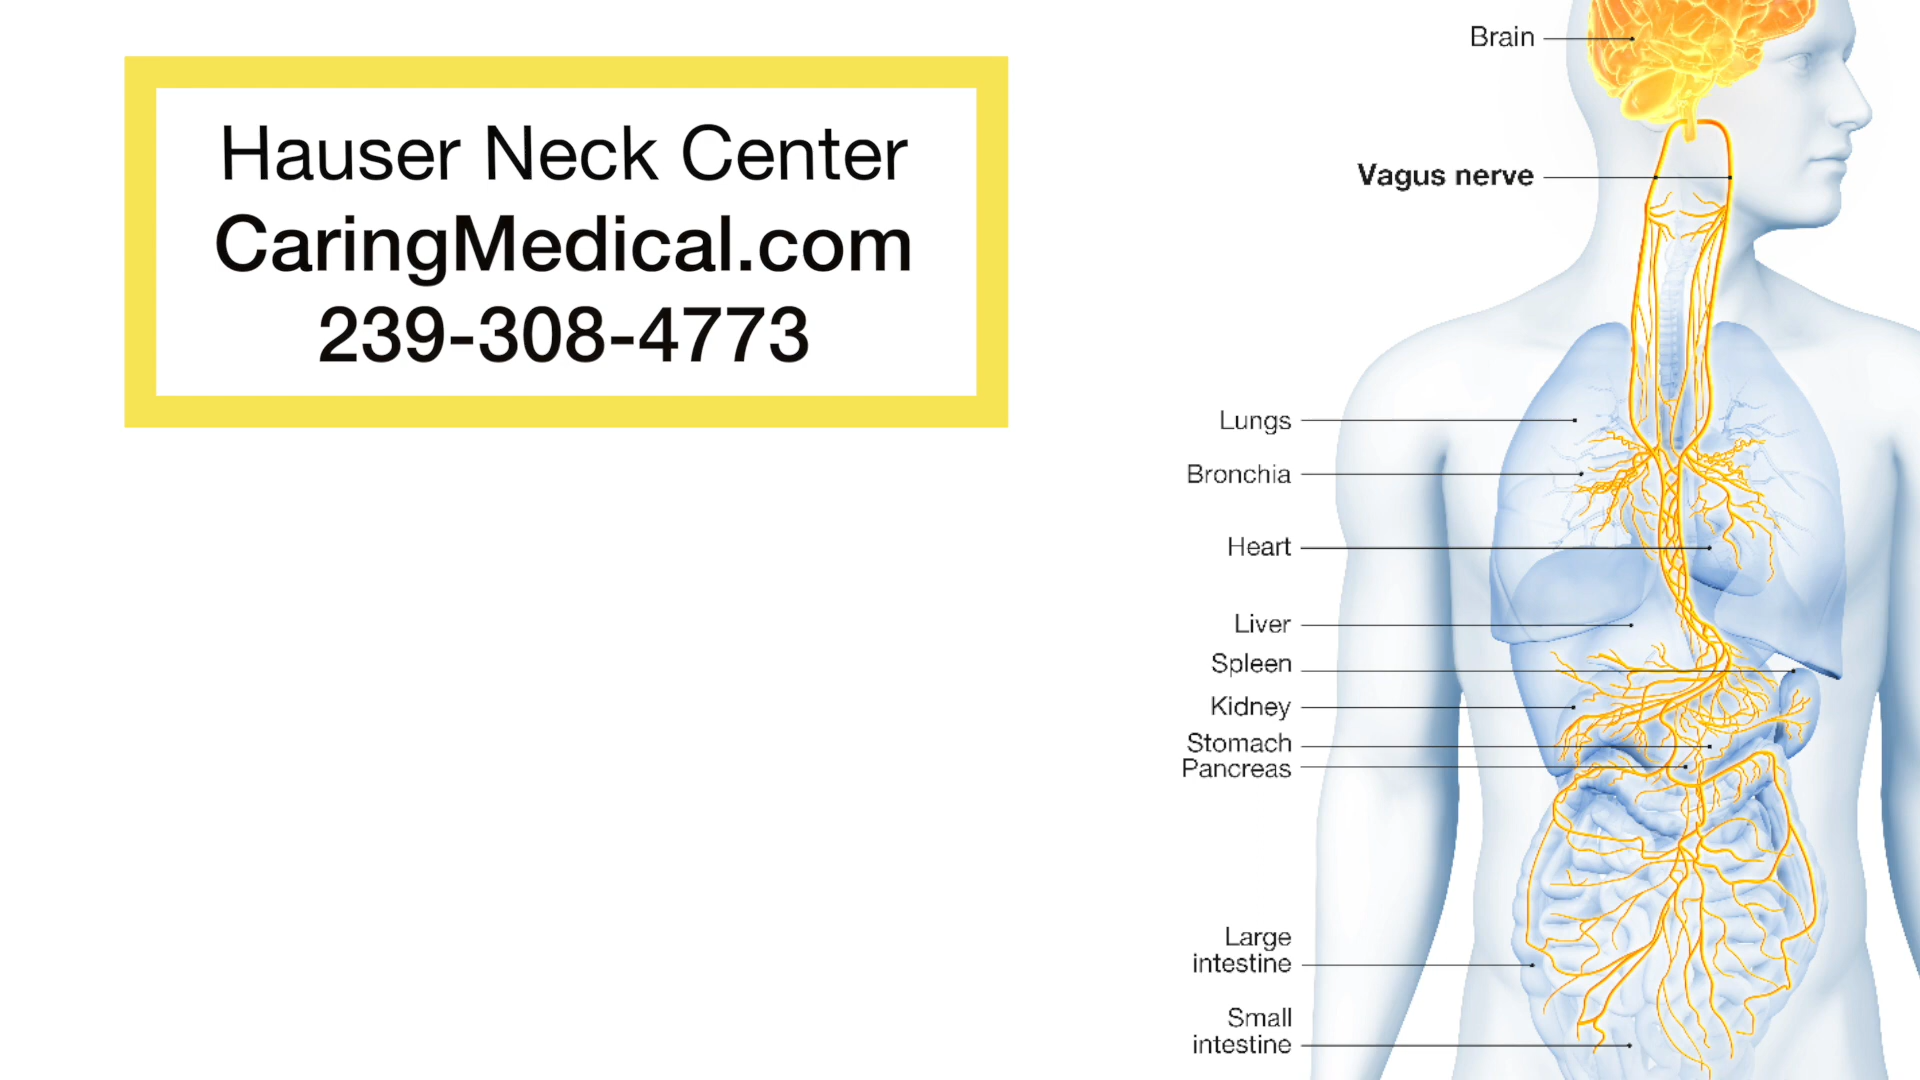 Hauser Neck Center
CaringMedical.com
239-308-4773
Brain
Vagus nerve
Lungs
Bronchia
Heart
Liver
Spleen
Kidney
Stomach
Pancreas
Large
intestine
Small
intestine